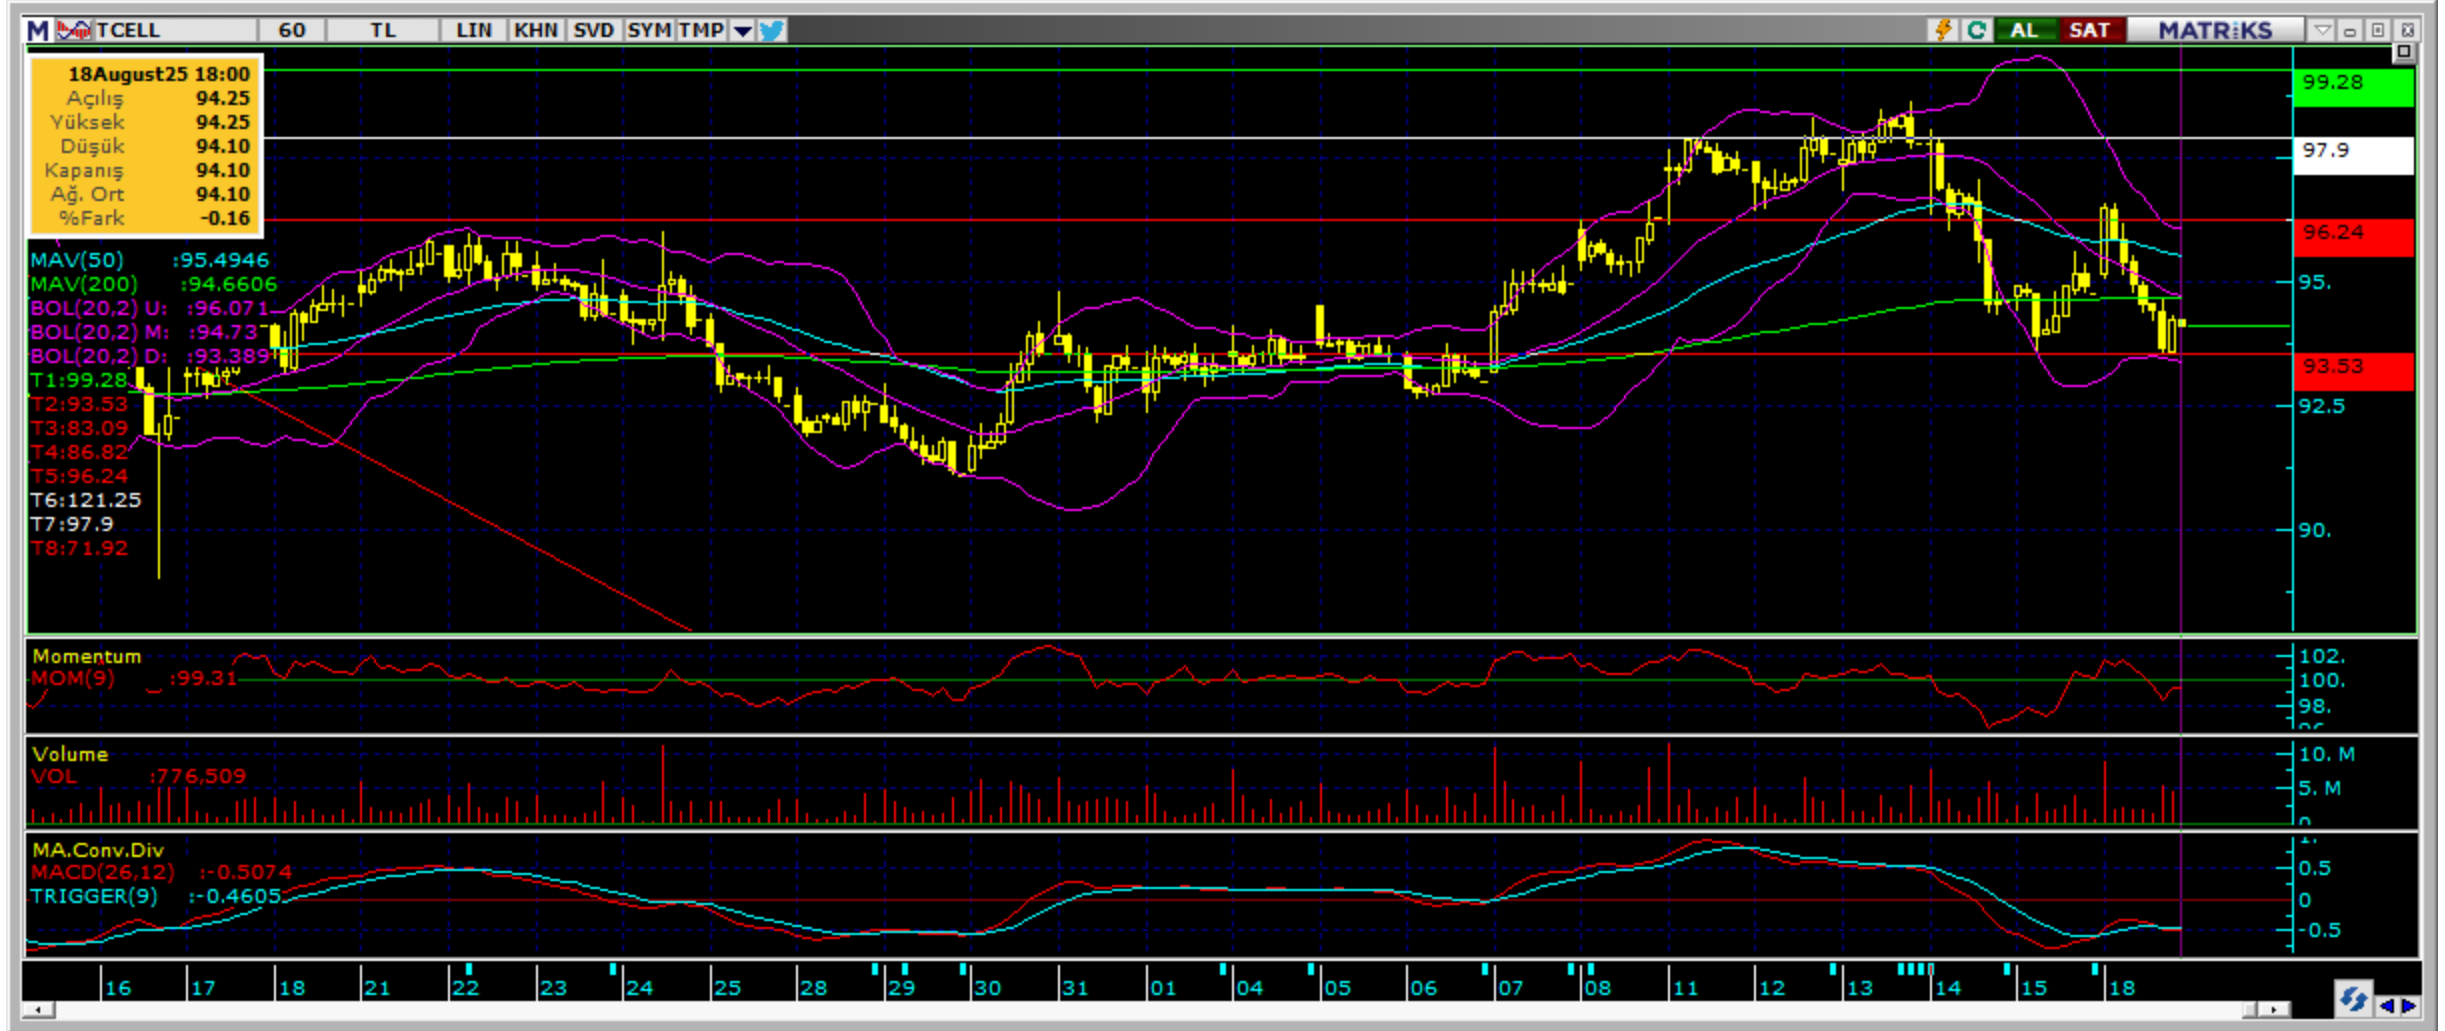 M TCELL 60 TL LIN KHN SVD SYM TMP AL SAT MATRiKS
18August25 18:00
Açılış 94.25
Yüksek 94.25
Düşük 94.10
Kapanış 94.10
Ağ. Ort 94.10
%Fark -0.16
MAV(50) :95.4946
MAV(200) :94.6606
BOL(20,2) U: :96.071
BOL(20,2) M: :94.73
BOL(20,2) D: :93.389
T1:99.28
T2:93.53
T3:83.09
T4:86.82
T5:96.24
T6:121.25
T7:97.9
T8:71.92
99.28
97.9
96.24
95.
93.53
92.5
90.
Momentum
MOM(9) :99.31
102.
100.
98.
96.
Volume
VOL :776,509
10. M
5. M
0
MA.Conv.Div
MACD(26,12) :-0.5074
TRIGGER(9) :-0.4605
1.
0.5
0
-0.5
16 17 18 21 22 23 24 25 28 29 30 31 01 04 05 06 07 08 11 12 13 14 15 18